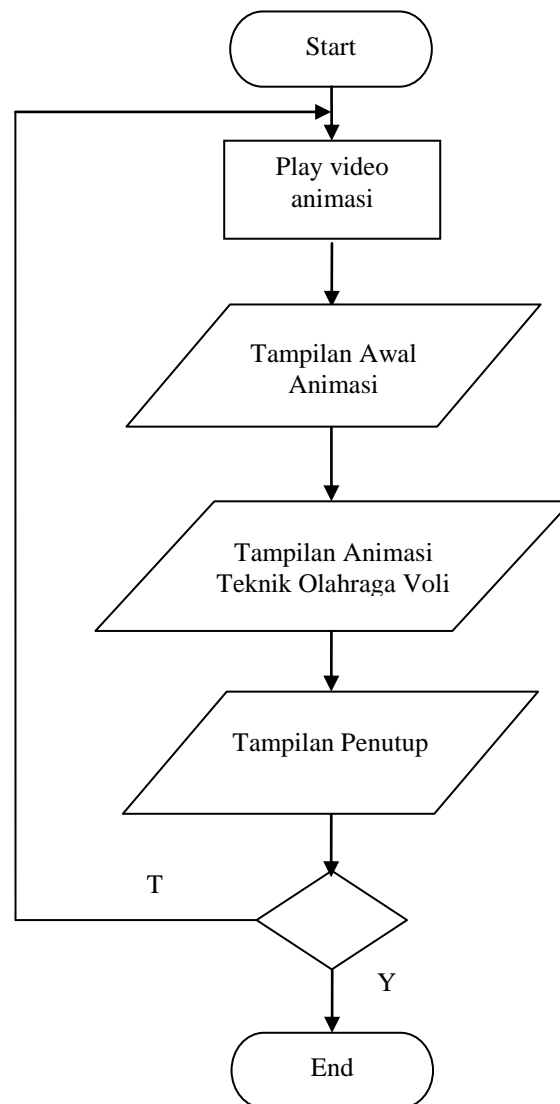 Start
Play video
animasi
Tampilan Awal
Animasi
Tampilan Animasi
Teknik Olahraga Voli
Tampilan Penutup
T
Y
End